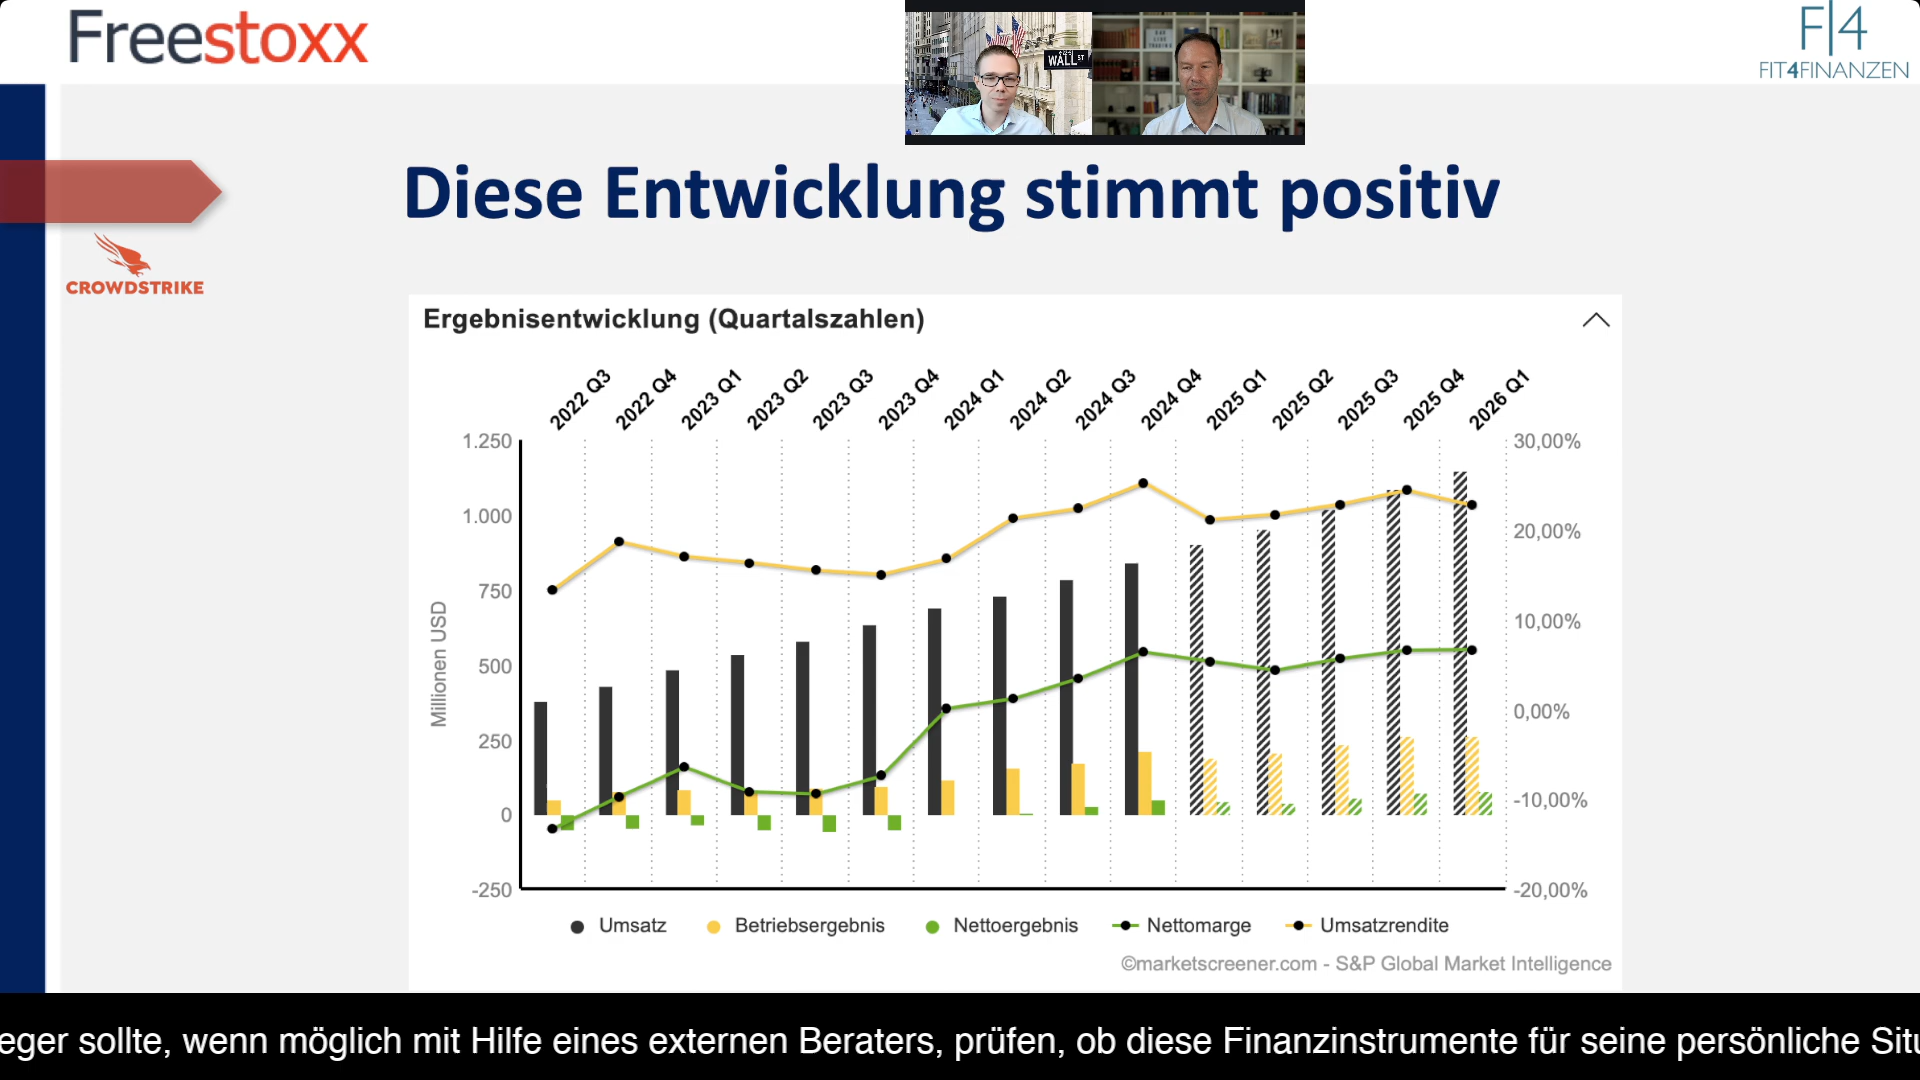 Freestoxx
WALL ST
F|4
FIT4FINANZEN
Diese Entwicklung stimmt positiv
CROWDSTRIKE
Ergebnisentwicklung (Quartalszahlen)
2022 Q3 2022 Q4 2023 Q1 2023 Q2 2023 Q3 2023 Q4 2024 Q1 2024 Q2 2024 Q3 2024 Q4 2025 Q1 2025 Q2 2025 Q3 2025 Q4 2026 Q1
1.250 30,00%
1.000 20,00%
750
10,00%
500
Millionen USD
0,00%
250
-10,00%
0
-250 -20,00%
Umsatz Betriebsergebnis Nettoergebnis Nettomarge Umsatzrendite
©marketscreener.com - S&P Global Market Intelligence
eger sollte, wenn möglich mit Hilfe eines externen Beraters, prüfen, ob diese Finanzinstrumente für seine persönliche Situ